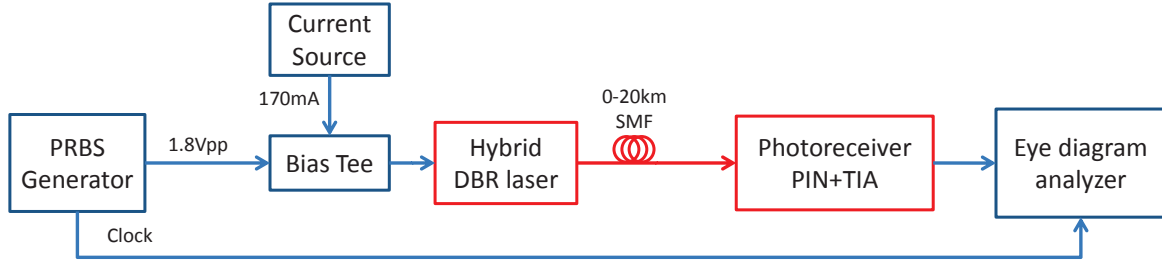 Current
Source
170mA
0-20km
SMF
PRBS
Generator
1.8Vpp
Bias Tee
Hybrid
DBR laser
Photoreceiver
PIN+TIA
Eye diagram
analyzer
Clock